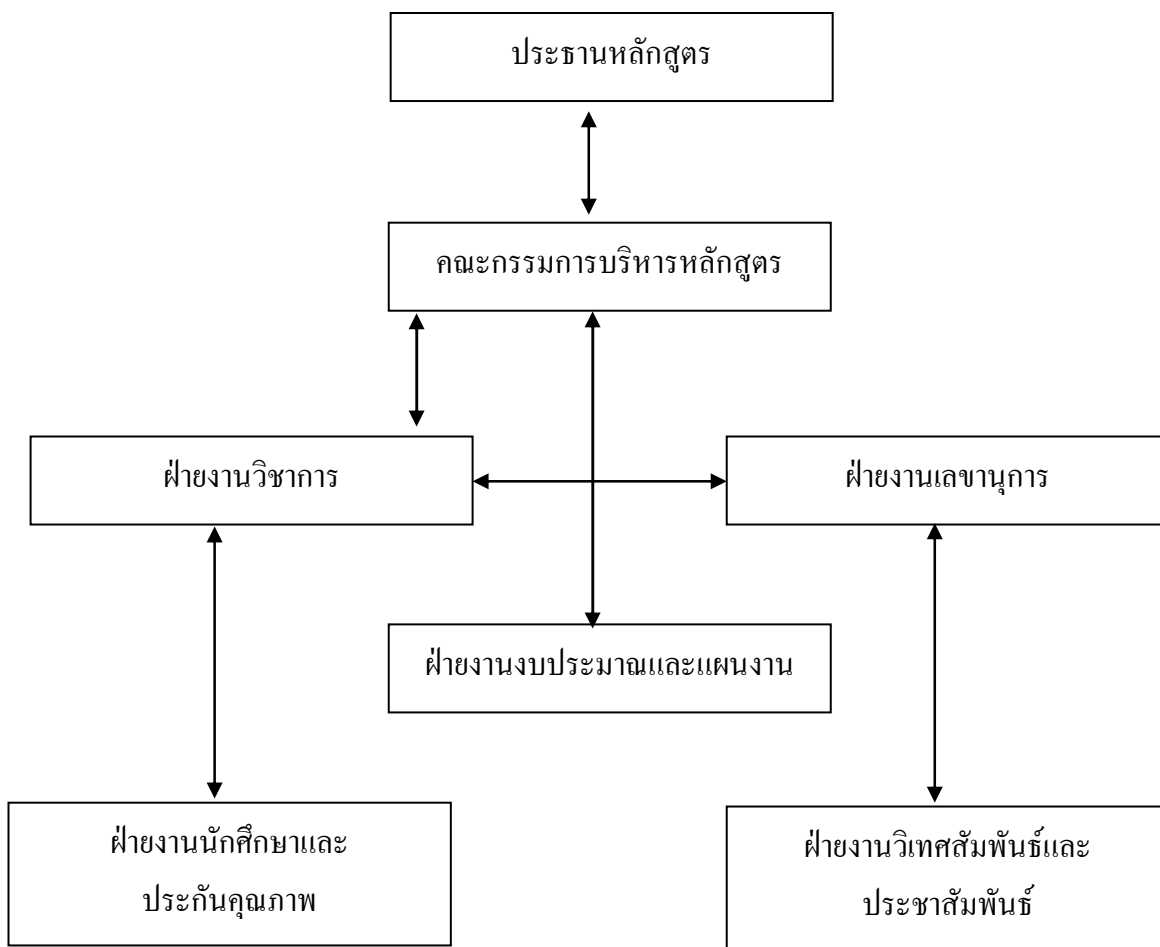 ประธานหลักสูตร
คณะกรรมการบริหารหลักสูตร
ฝ่ายงานวิชาการ
ฝ่ายงานเลขานุการ
ฝ่ายงานงบประมาณและแผนงาน
ฝ่ายงานนักศึกษาและ
ประกันคุณภาพ
ฝ่ายงานวิเทศสัมพันธ์และ
ประชาสัมพันธ์